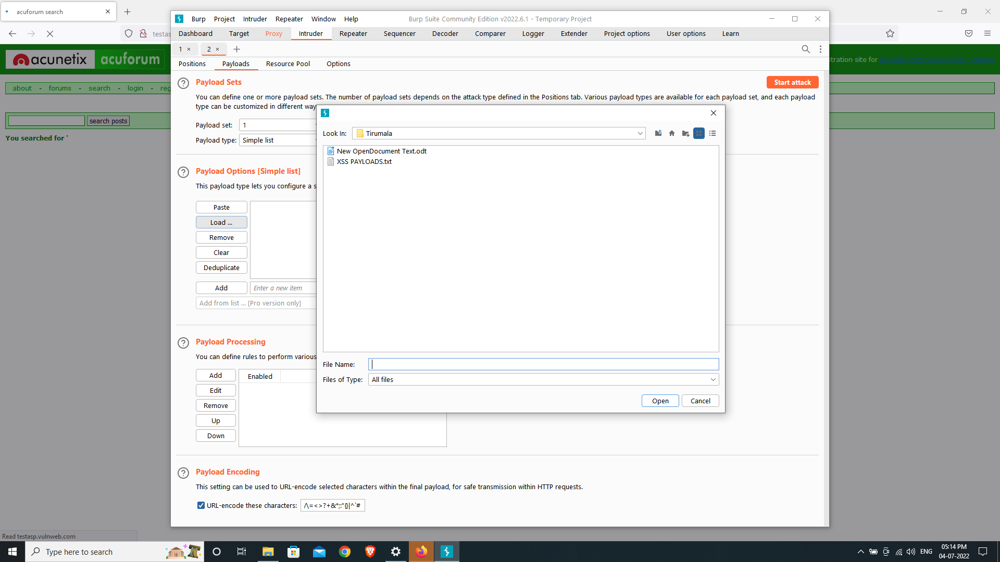 acuforum search
Burp Project Intruder Repeater Window Help
Burp Suite Community Edition v2022.6.1 - Temporary Project
testas
Dashboard Target Proxy Intruder Repeater Sequencer Decoder Comparer Logger Extender Project options User options Learn
1 × 2 ×
acunetix acuforum
stration site for Acunetix Web Vulnerability Scanner
Positions Payloads Resource Pool Options
about - forums - search - login - reg
Payload Sets
Start attack
You can define one or more payload sets. The number of payload sets depends on the attack type defined in the Positions tab. Various payload types are available for each payload set, and each payload
type can be customized in different way
search posts
You searched for '
Payload set: 1
Payload type: Simple list
Look In: Tirumala
New OpenDocument Text.odt
XSS PAYLOADS.txt
Payload Options [Simple list]
This payload type lets you configure a s
Paste
Load ...
Remove
Clear
Deduplicate
Add Enter a new item
Add from list ... [Pro version only]
Payload Processing
You can define rules to perform various
Add
Edit
Remove
Up
Down
Enabled
File Name:
Files of Type: All files
Open Cancel
Payload Encoding
This setting can be used to URL-encode selected characters within the final payload, for safe transmission within HTTP requests.
URL-encode these characters: /\=<>?+&*;:"{}|^`#
Read testasp.vulnweb.com
Type here to search
ENG
05:14 PM
04-07-2022